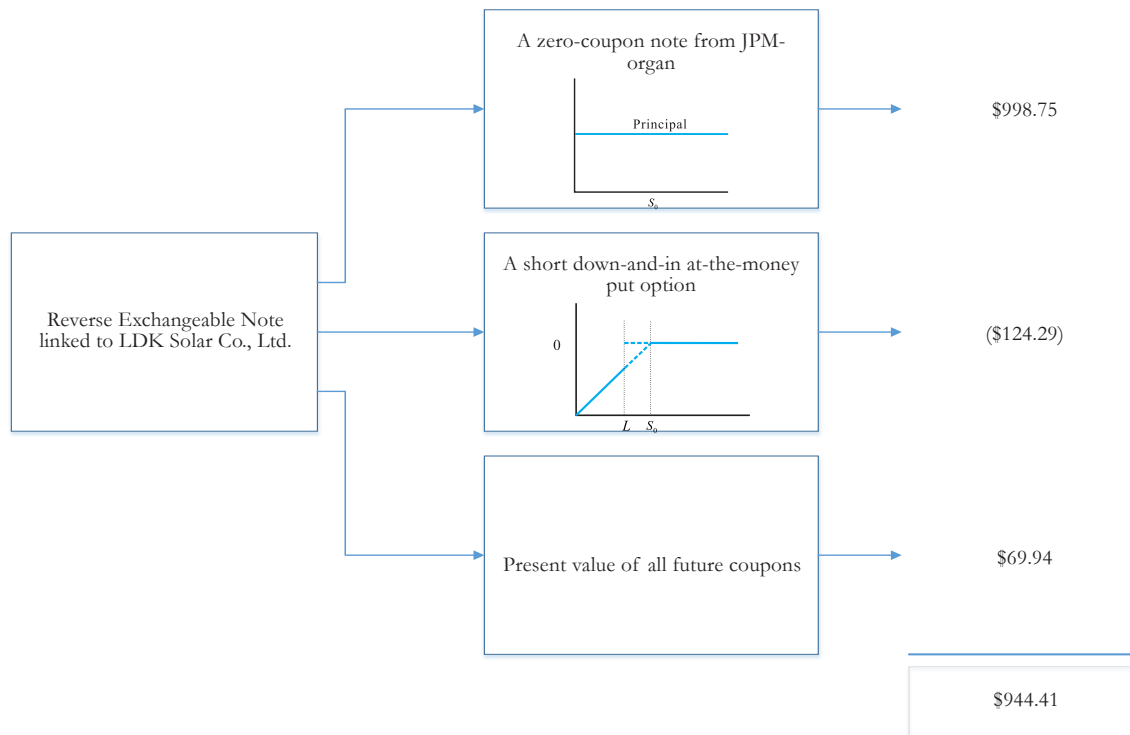 A zero-coupon note from JPM-
organ
Principal
S₀
$998.75
Reverse Exchangeable Note
linked to LDK Solar Co., Ltd.
A short down-and-in at-the-money
put option
0
L S₀
($124.29)
Present value of all future coupons
$69.94
$944.41